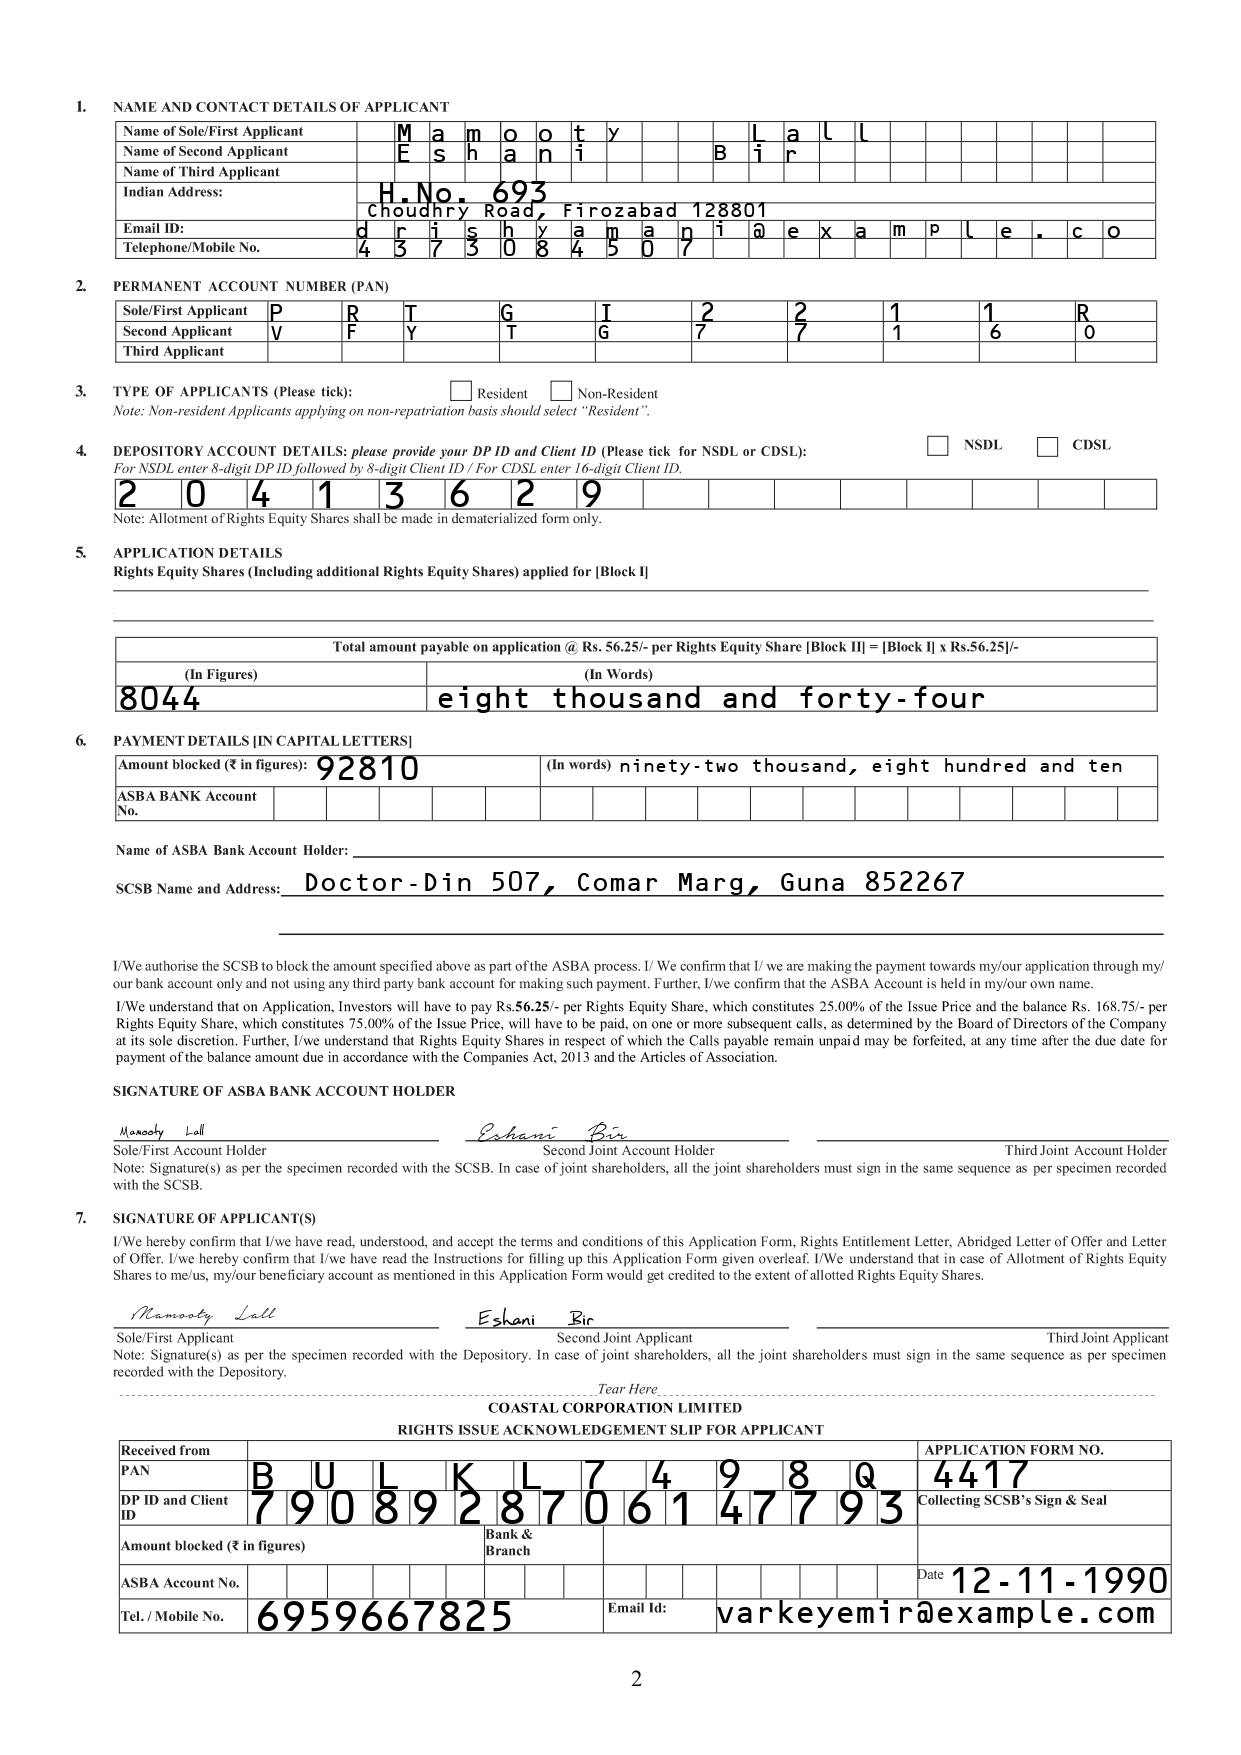 1. NAME AND CONTACT DETAILS OF APPLICANT
Name of Sole/First Applicant Mamooty Lall
Name of Second Applicant Eshani Bir
Name of Third Applicant
Indian Address: H.No. 693
Choudhry Road, Firozabad 128801
Email ID: drishyamani@example.co
Telephone/Mobile No. 4373084507
2. PERMANENT ACCOUNT NUMBER (PAN)
Sole/First Applicant PRTGI2211R
Second Applicant VFYTG77160
Third Applicant
3. TYPE OF APPLICANTS (Please tick): Resident Non-Resident
Note: Non-resident Applicants applying on non-repatriation basis should select “Resident”.
4. DEPOSITORY ACCOUNT DETAILS: please provide your DP ID and Client ID (Please tick for NSDL or CDSL): NSDL CDSL
For NSDL enter 8-digit DP ID followed by 8-digit Client ID / For CDSL enter 16-digit Client ID.
20413629
Note: Allotment of Rights Equity Shares shall be made in dematerialized form only.
5. APPLICATION DETAILS
Rights Equity Shares (Including additional Rights Equity Shares) applied for [Block I]
Total amount payable on application @ Rs. 56.25/- per Rights Equity Share [Block II] = [Block I] x Rs.56.25]/-
(In Figures) (In Words)
8044 eight thousand and forty-four
6. PAYMENT DETAILS [IN CAPITAL LETTERS]
Amount blocked (₹ in figures): 92810 (In words) ninety-two thousand, eight hundred and ten
ASBA BANK Account
No.
Name of ASBA Bank Account Holder:
SCSB Name and Address: Doctor-Din 507, Comar Marg, Guna 852267
I/We authorise the SCSB to block the amount specified above as part of the ASBA process. I/ We confirm that I/ we are making the payment towards my/our application through my/
our bank account only and not using any third party bank account for making such payment. Further, I/we confirm that the ASBA Account is held in my/our own name.
I/We understand that on Application, Investors will have to pay Rs.56.25/- per Rights Equity Share, which constitutes 25.00% of the Issue Price and the balance Rs. 168.75/- per
Rights Equity Share, which constitutes 75.00% of the Issue Price, will have to be paid, on one or more subsequent calls, as determined by the Board of Directors of the Company
at its sole discretion. Further, I/we understand that Rights Equity Shares in respect of which the Calls payable remain unpaid may be forfeited, at any time after the due date for
payment of the balance amount due in accordance with the Companies Act, 2013 and the Articles of Association.
SIGNATURE OF ASBA BANK ACCOUNT HOLDER
Mamooty Lall Eshani Bir
Sole/First Account Holder Second Joint Account Holder Third Joint Account Holder
Note: Signature(s) as per the specimen recorded with the SCSB. In case of joint shareholders, all the joint shareholders must sign in the same sequence as per specimen recorded
with the SCSB.
7. SIGNATURE OF APPLICANT(S)
I/We hereby confirm that I/we have read, understood, and accept the terms and conditions of this Application Form, Rights Entitlement Letter, Abridged Letter of Offer and Letter
of Offer. I/we hereby confirm that I/we have read the Instructions for filling up this Application Form given overleaf. I/We understand that in case of Allotment of Rights Equity
Shares to me/us, my/our beneficiary account as mentioned in this Application Form would get credited to the extent of allotted Rights Equity Shares.
Mamooty Lall Eshani Bir
Sole/First Applicant Second Joint Applicant Third Joint Applicant
Note: Signature(s) as per the specimen recorded with the Depository. In case of joint shareholders, all the joint shareholders must sign in the same sequence as per specimen
recorded with the Depository.
Tear Here
COASTAL CORPORATION LIMITED
RIGHTS ISSUE ACKNOWLEDGEMENT SLIP FOR APPLICANT
Received from APPLICATION FORM NO.
PAN BULKL7498Q 4417
DP ID and Client
ID 7908928706147793 Collecting SCSB’s Sign & Seal
Amount blocked (₹ in figures) Bank &
Branch
ASBA Account No. Date 12-11-1990
Tel. / Mobile No. 6959667825 Email Id: varkeyemir@example.com
2